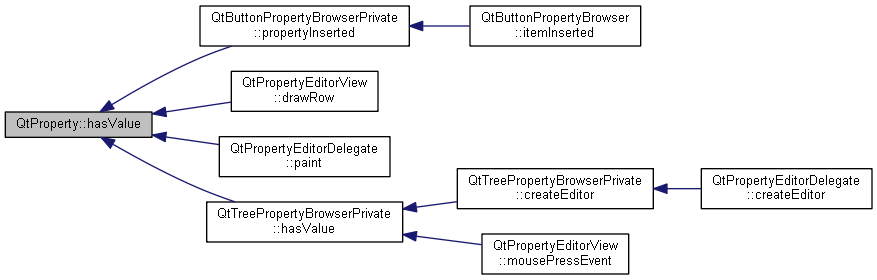 QtButtonPropertyBrowserPrivate
::propertyInserted
QtButtonPropertyBrowser
::itemInserted
QtPropertyEditorView
::drawRow
QtProperty::hasValue
QtPropertyEditorDelegate
::paint
QtTreePropertyBrowserPrivate
::createEditor
QtPropertyEditorDelegate
::createEditor
QtTreePropertyBrowserPrivate
::hasValue
QtPropertyEditorView
::mousePressEvent